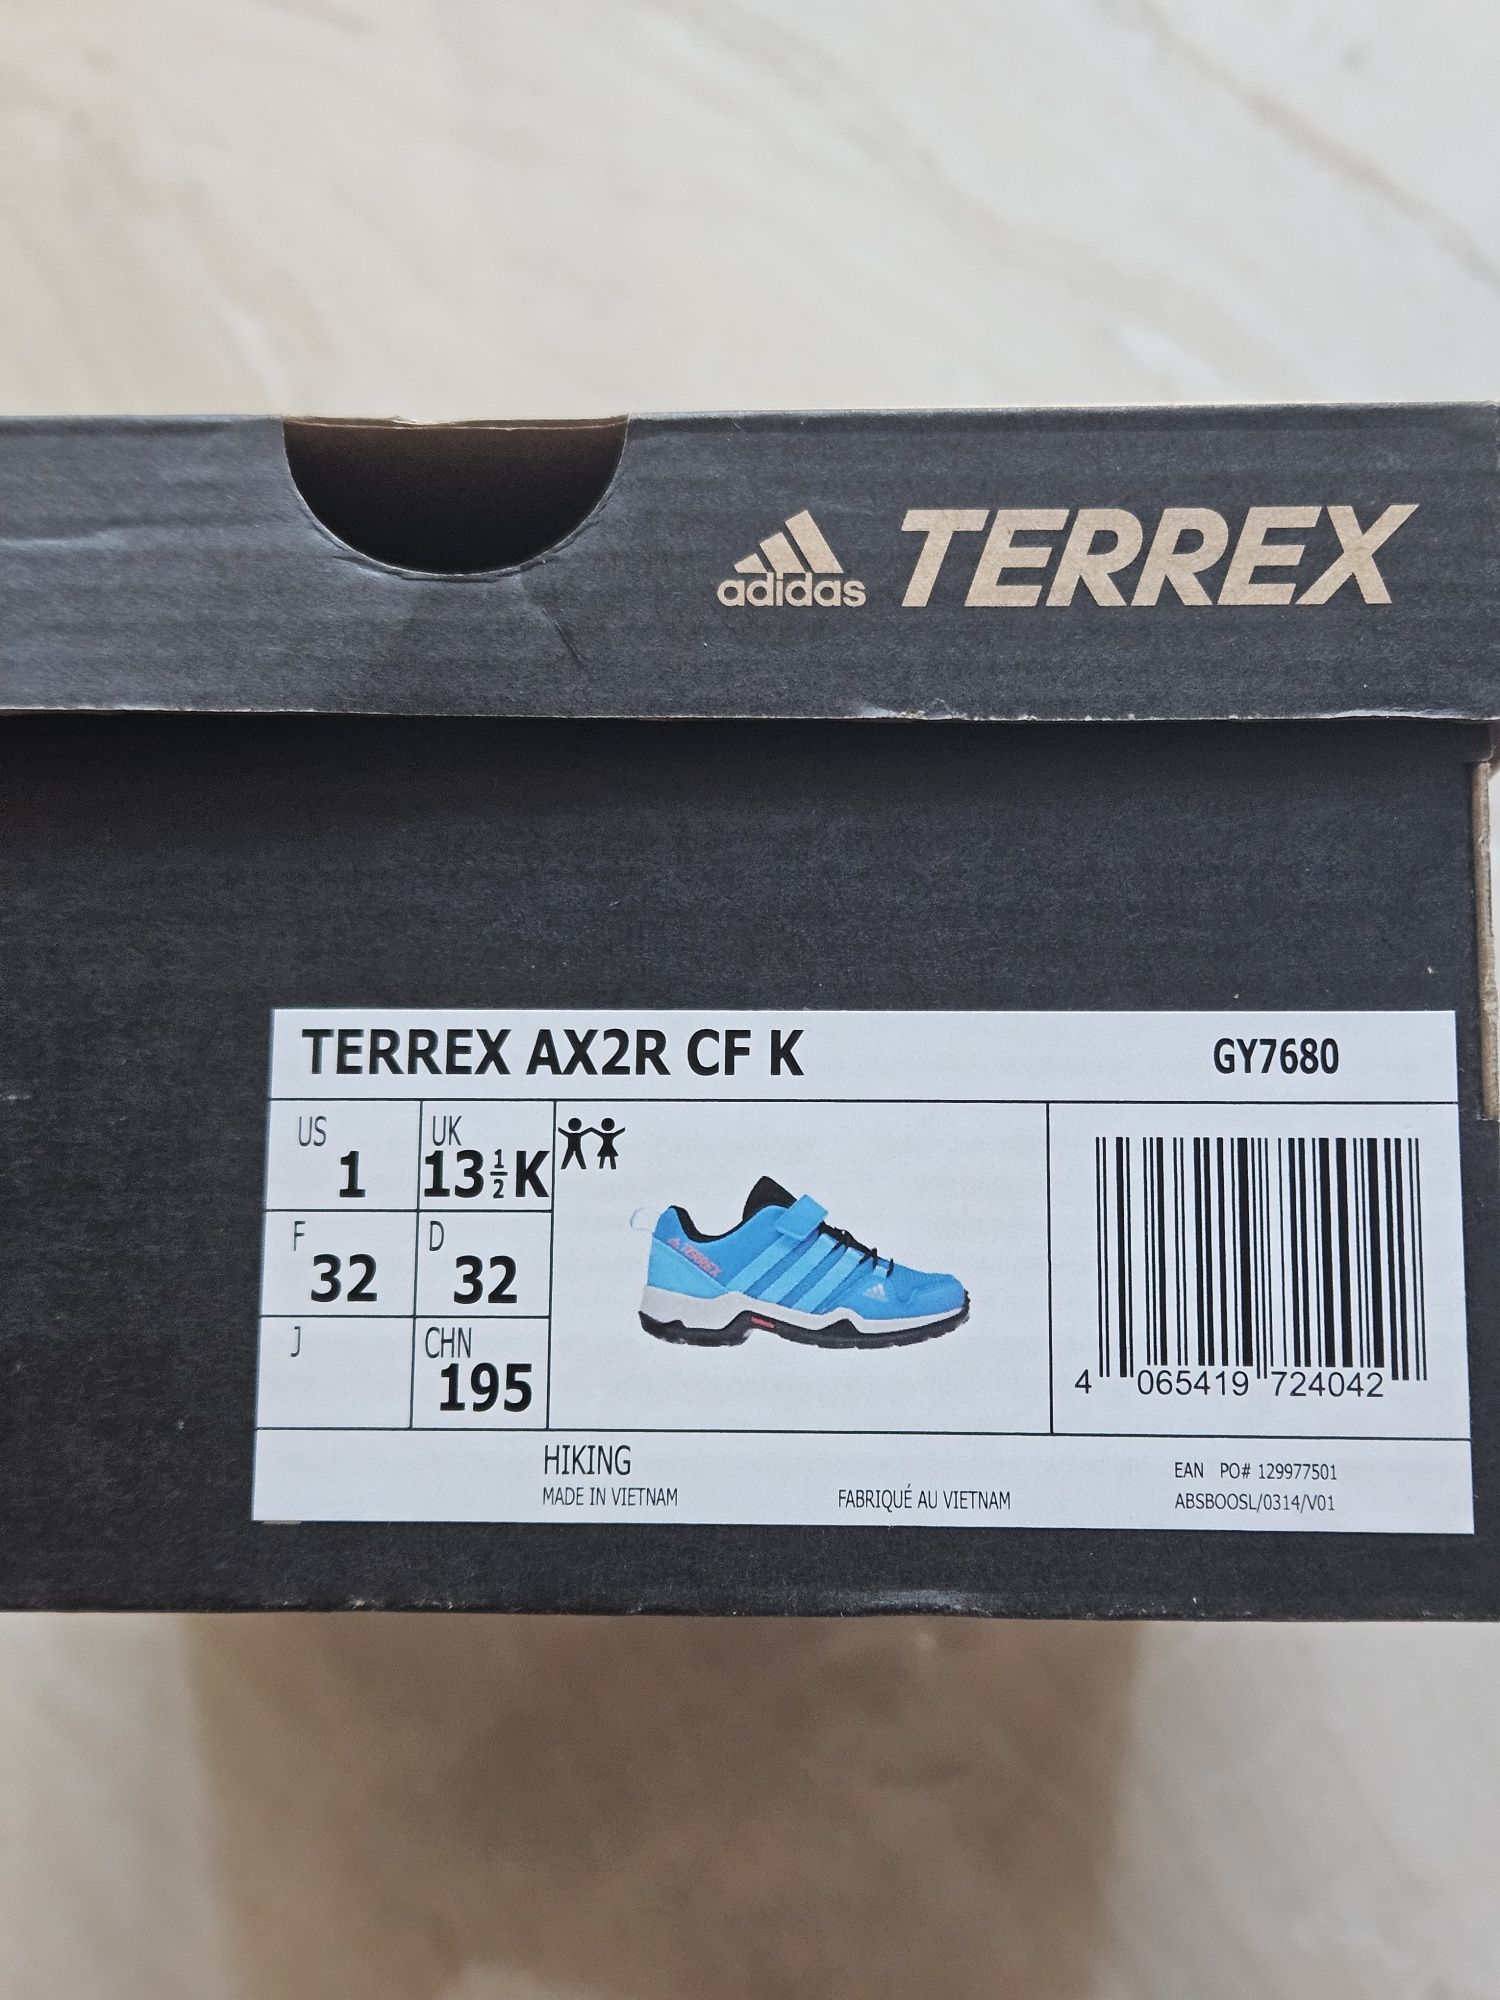 adidas TERREX
TERREX AX2R CF K GY7680
US 1 UK 13½K
F 32 D 32
J CHN 195
TERREX
4 065419 724042
HIKING
MADE IN VIETNAM FABRIQUÉ AU VIETNAM
EAN PO# 129977501
ABSBOOSL/0314/V01